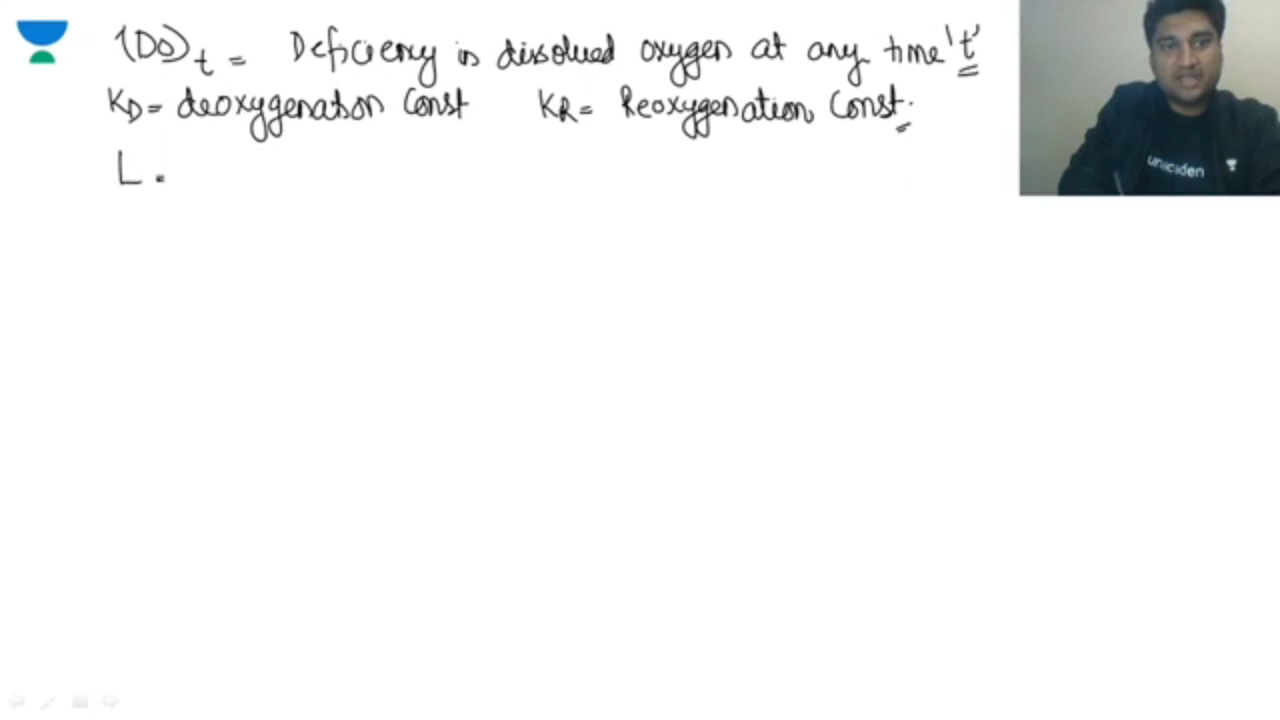 (DO)t = Deficiency in dissolved oxygen at any time 't'
KD = deoxygenation Const KR = Reoxygenation Const.
L =